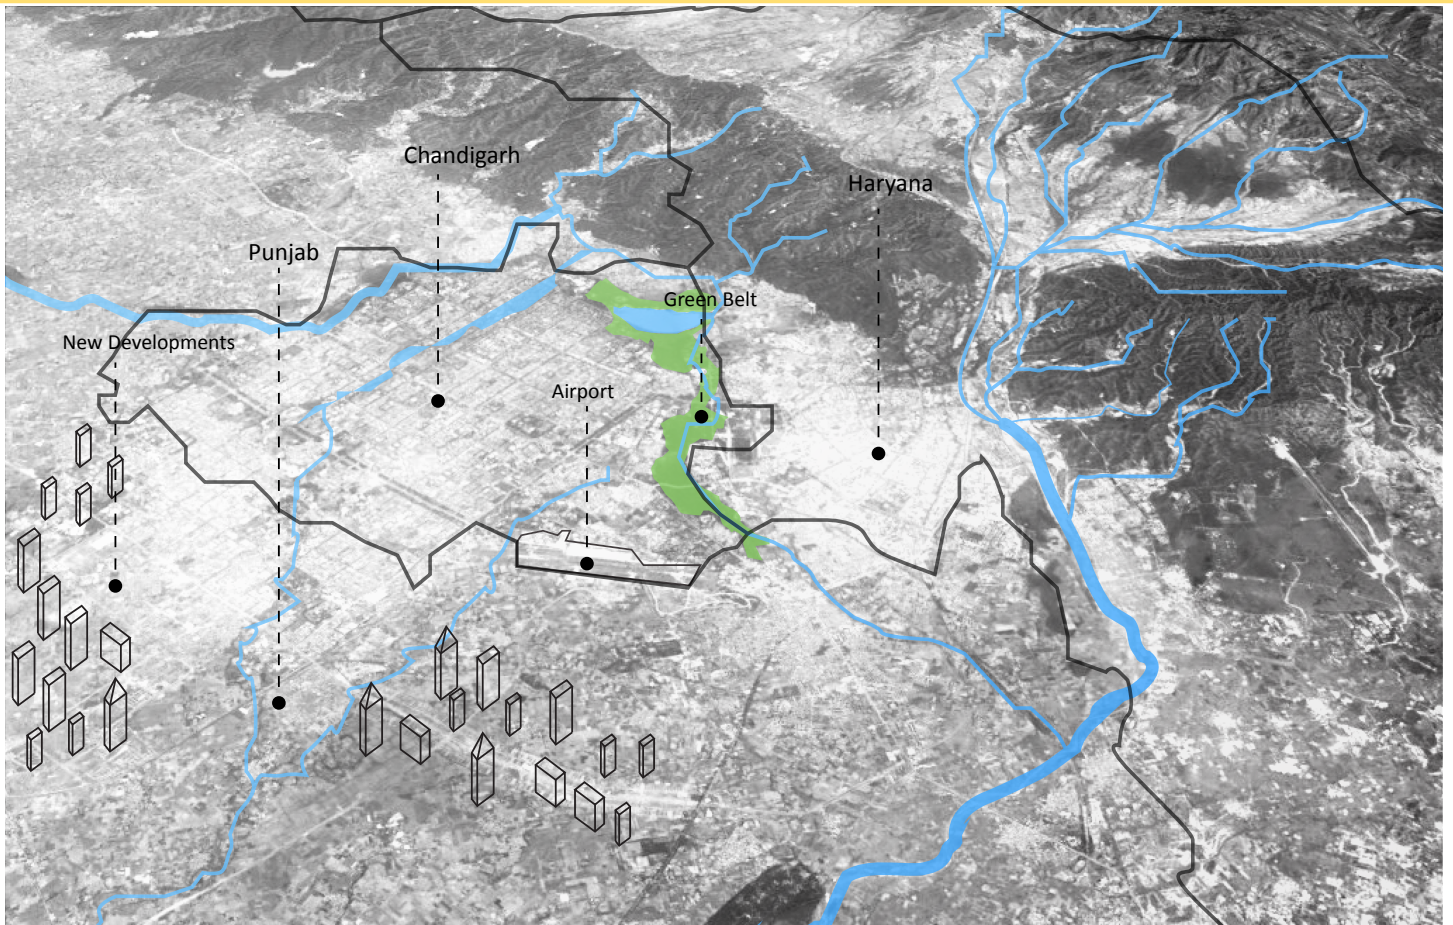 Chandigarh
Haryana
Punjab
Green Belt
New Developments
Airport